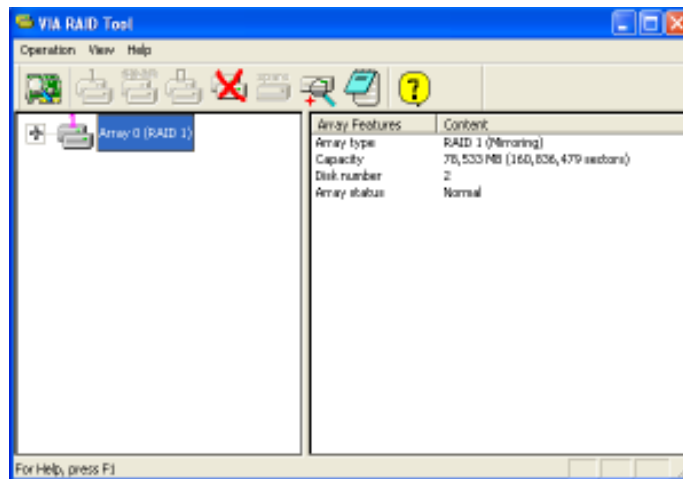 VIA RAID Tool
Operation View Help
Array 0 (RAID 1)
Array Features Content
Array type RAID 1 (Mirroring)
Capacity 78,533 MB (160,836,479 sectors)
Disk number 2
Array status Normal
For Help, press F1